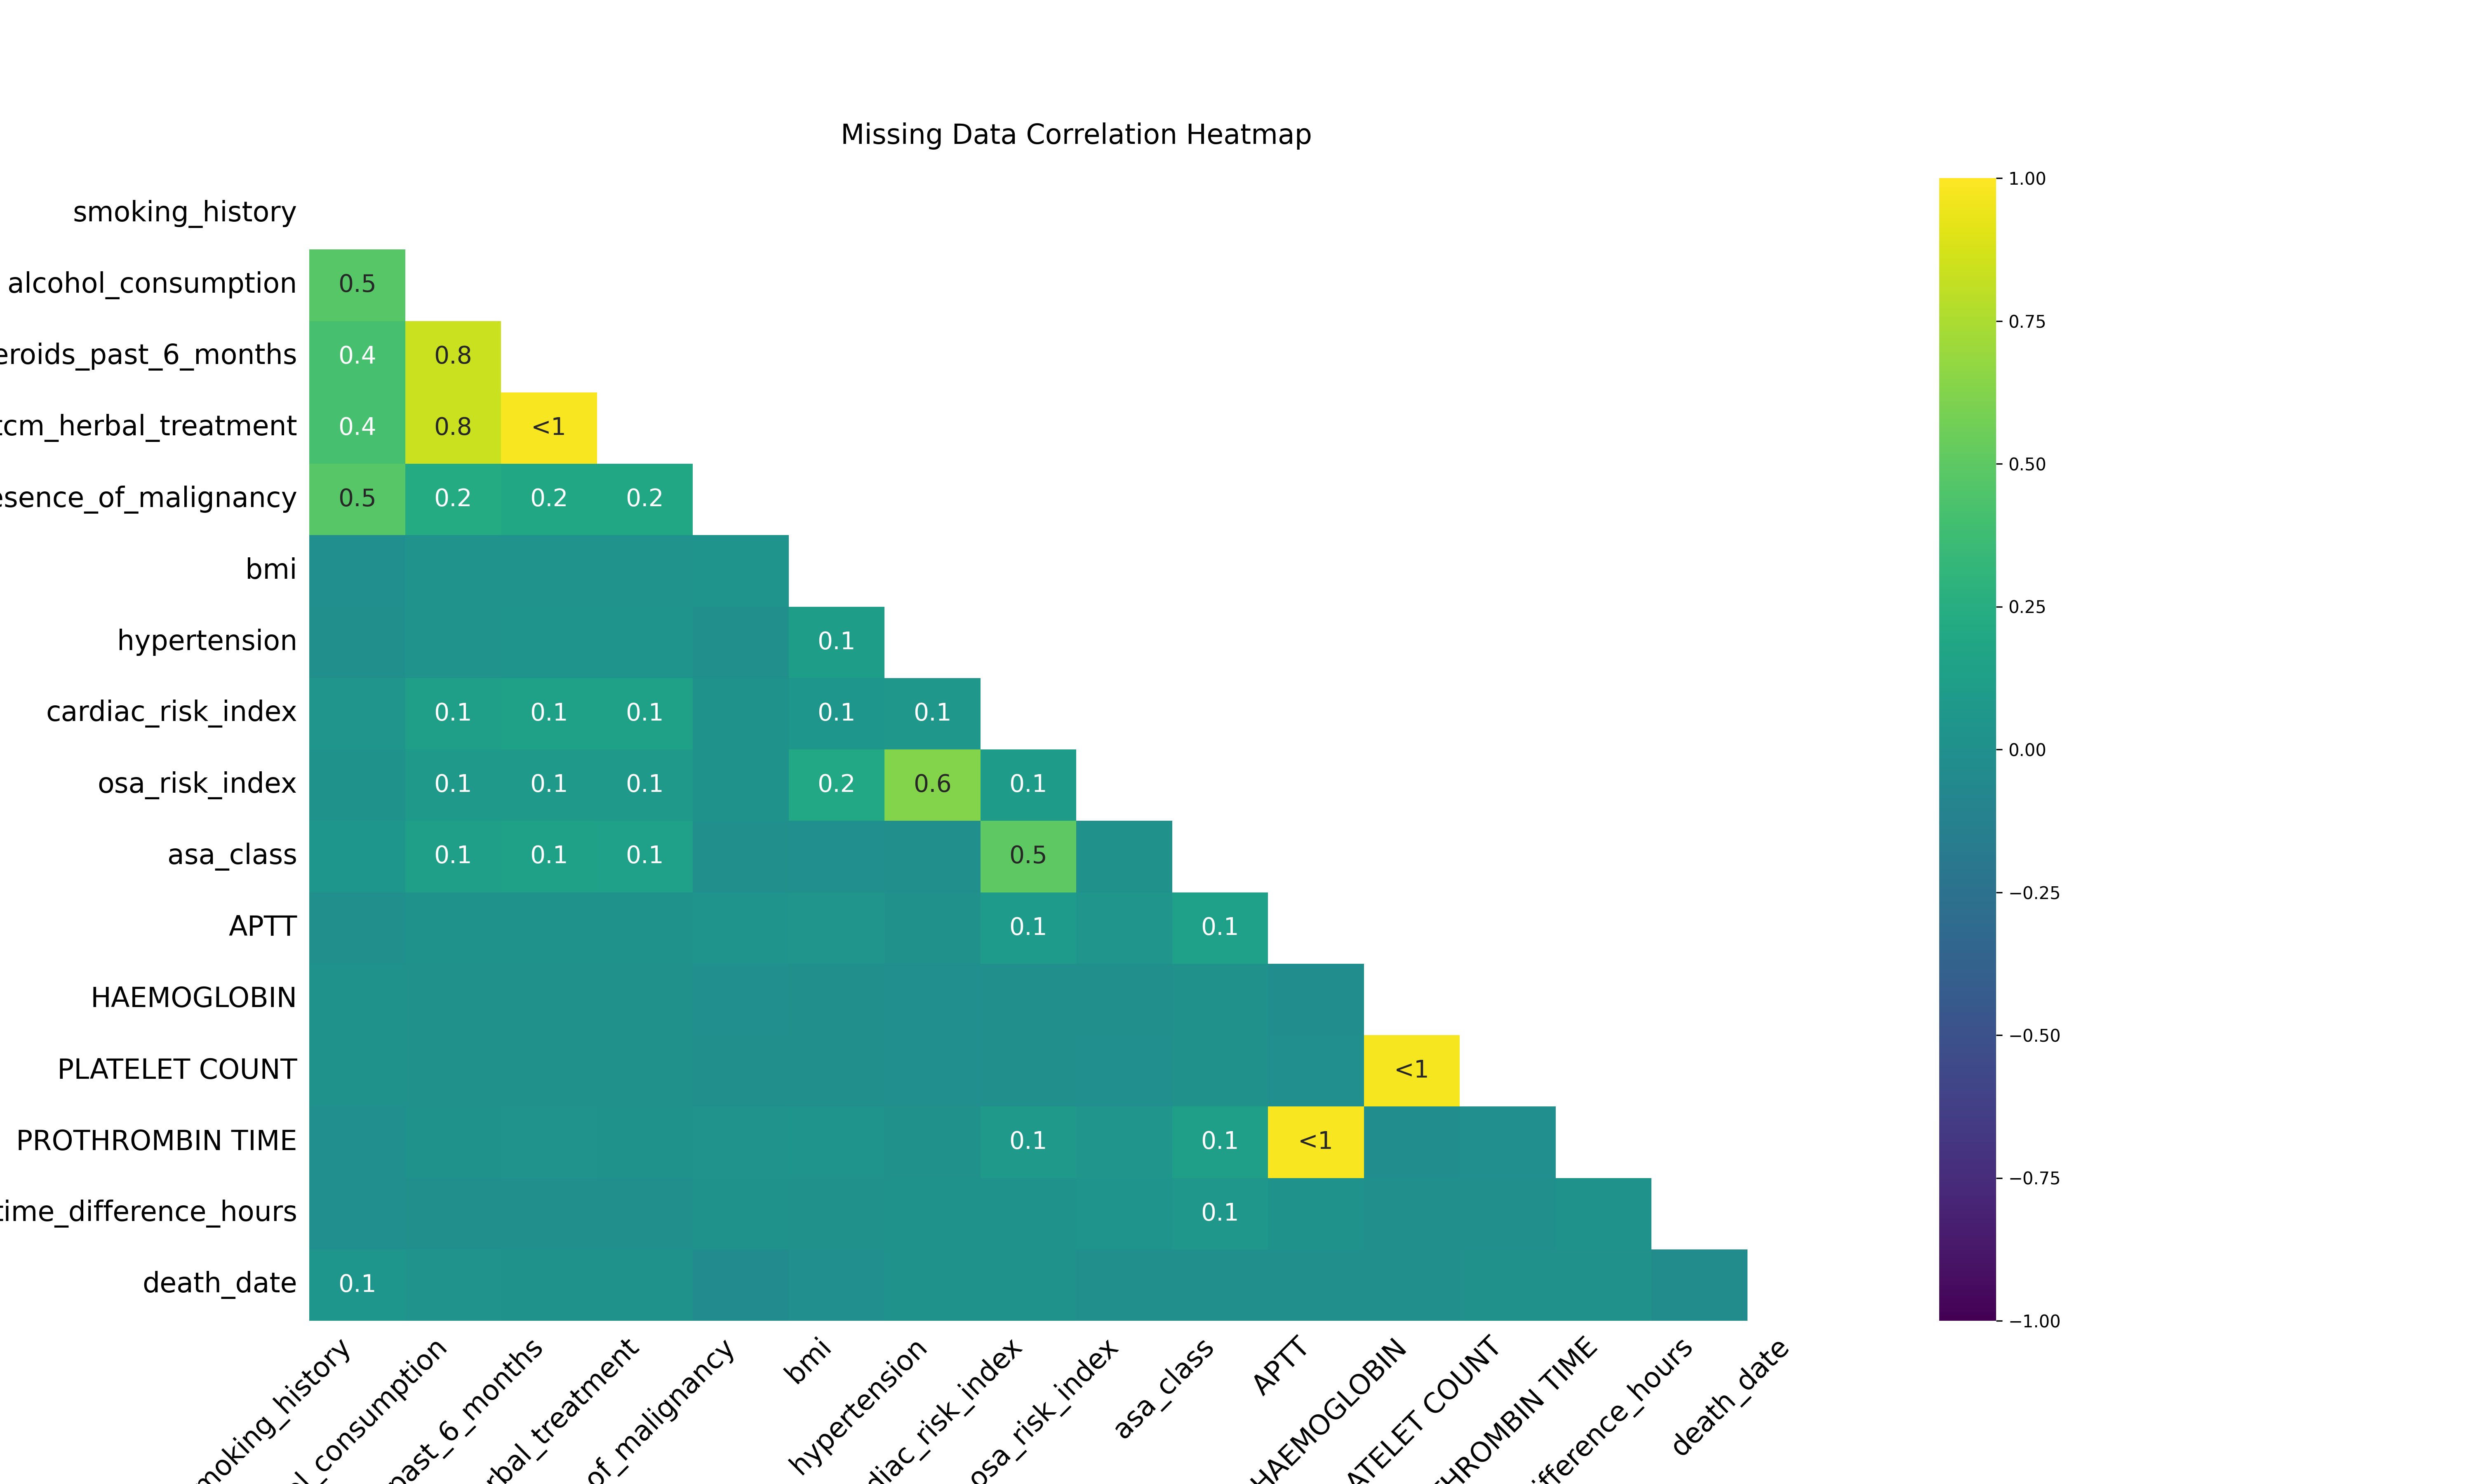 Missing Data Correlation Heatmap
1.00
smoking_history
alcohol_consumption 0.5
0.75
eroids_past_6_months 0.4 0.8
tcm_herbal_treatment 0.4 0.8 <1
0.50
esence_of_malignancy 0.5 0.2 0.2 0.2
bmi
0.25
hypertension 0.1
cardiac_risk_index 0.1 0.1 0.1 0.1 0.1
0.00
osa_risk_index 0.1 0.1 0.1 0.2 0.6 0.1
asa_class 0.1 0.1 0.1 0.5
−0.25
APTT 0.1 0.1
HAEMOGLOBIN
−0.50
PLATELET COUNT <1
PROTHROMBIN TIME 0.1 0.1 <1
−0.75
time_difference_hours 0.1
death_date 0.1
−1.00
moking_history
ol_consumption
past_6_months
rbal_treatment
of_malignancy
bmi
hypertension
diac_risk_index
osa_risk_index
asa_class
APTT
HAEMOGLOBIN
ATELET COUNT
THROMBIN TIME
ifference_hours
death_date